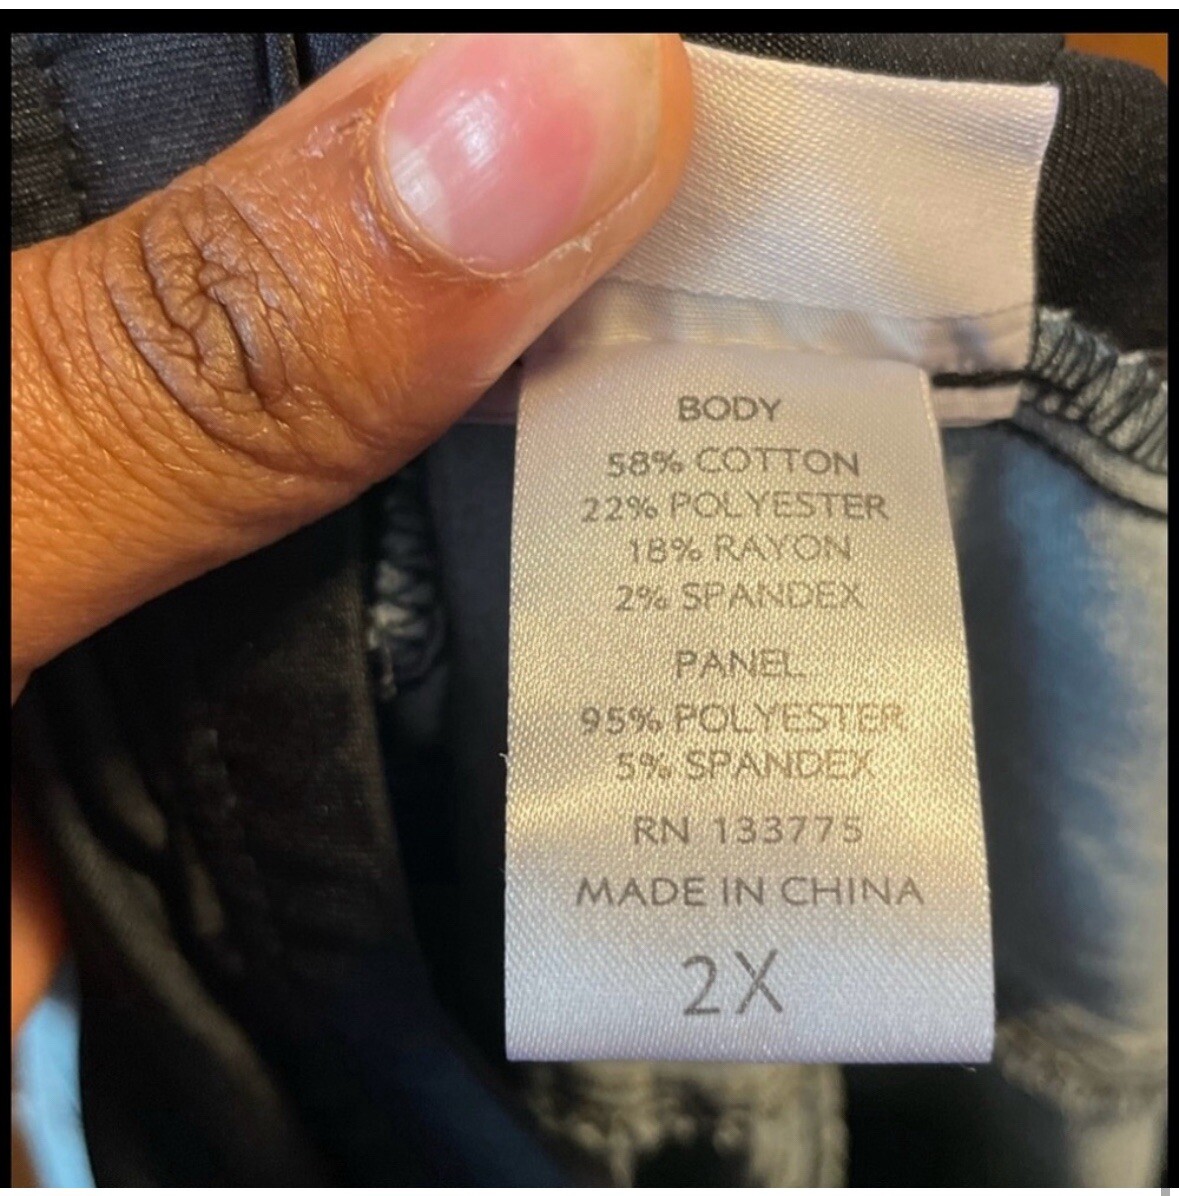 BODY
58% COTTON
22% POLYESTER
18% RAYON
2% SPANDEX
PANEL
95% POLYESTER
5% SPANDEX
RN 133775
MADE IN CHINA
2X